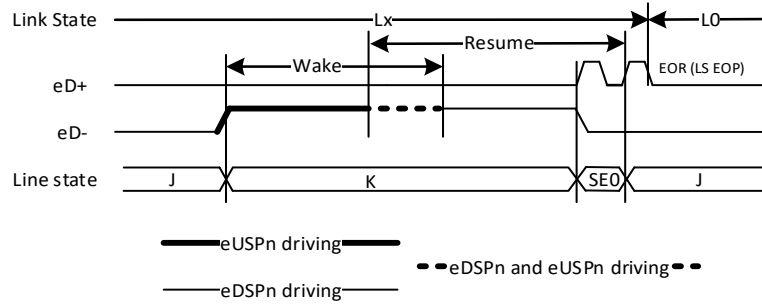 Link State
Lx
L0
Resume
Wake
eD+
EOR (LS EOP)
eD-
Line state
J
K
SE0
J
eUSPn driving
eDSPn and eUSPn driving
eDSPn driving